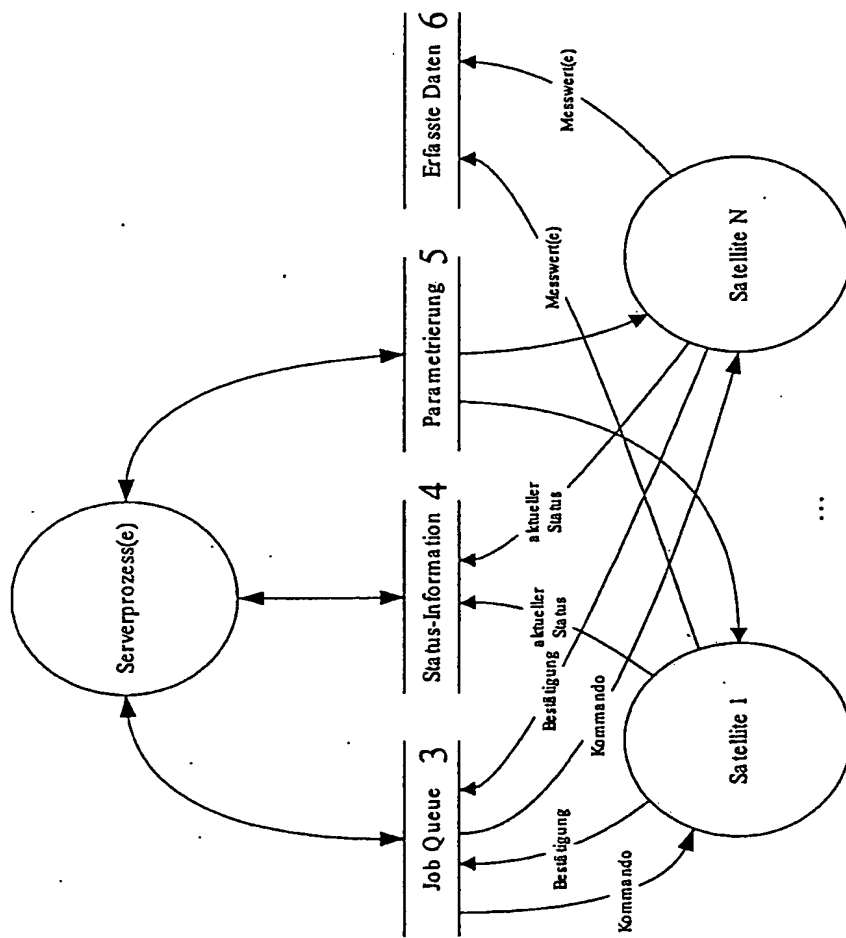 Serverprozess(e)
Job Queue 3
Status-Information 4
Parametrierung 5
Erfasste Daten 6
Kommando
Bestätigung
Kommando
Bestätigung
aktueller
Status
aktueller
Status
Messwert(e)
Messwert(e)
Satellite 1
...
Satellite N